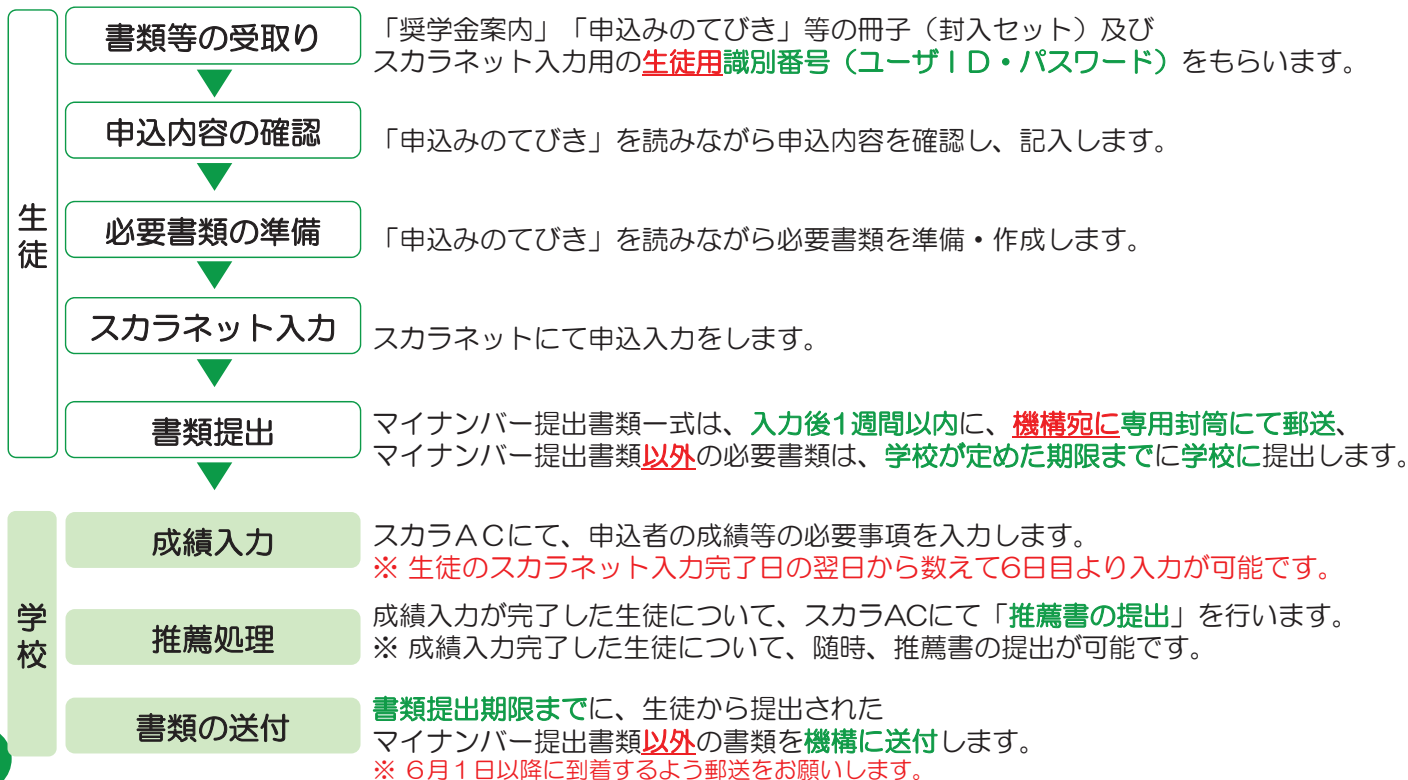 生徒
書類等の受取り
「奨学金案内」「申込みのてびき」等の冊子（封入セット）及び
スカラネット入力用の生徒用識別番号（ユーザＩＤ・パスワード）をもらいます。
申込内容の確認
「申込みのてびき」を読みながら申込内容を確認し、記入します。
必要書類の準備
「申込みのてびき」を読みながら必要書類を準備・作成します。
スカラネット入力
スカラネットにて申込入力をします。
書類提出
マイナンバー提出書類一式は、入力後1週間以内に、機構宛に専用封筒にて郵送、
マイナンバー提出書類以外の必要書類は、学校が定めた期限までに学校に提出します。
学校
成績入力
スカラＡＣにて、申込者の成績等の必要事項を入力します。
※ 生徒のスカラネット入力完了日の翌日から数えて6日目より入力が可能です。
推薦処理
成績入力が完了した生徒について、スカラACにて「推薦書の提出」を行います。
※ 成績入力完了した生徒について、随時、推薦書の提出が可能です。
書類の送付
書類提出期限までに、生徒から提出された
マイナンバー提出書類以外の書類を機構に送付します。
※ ６月１日以降に到着するよう郵送をお願いします。